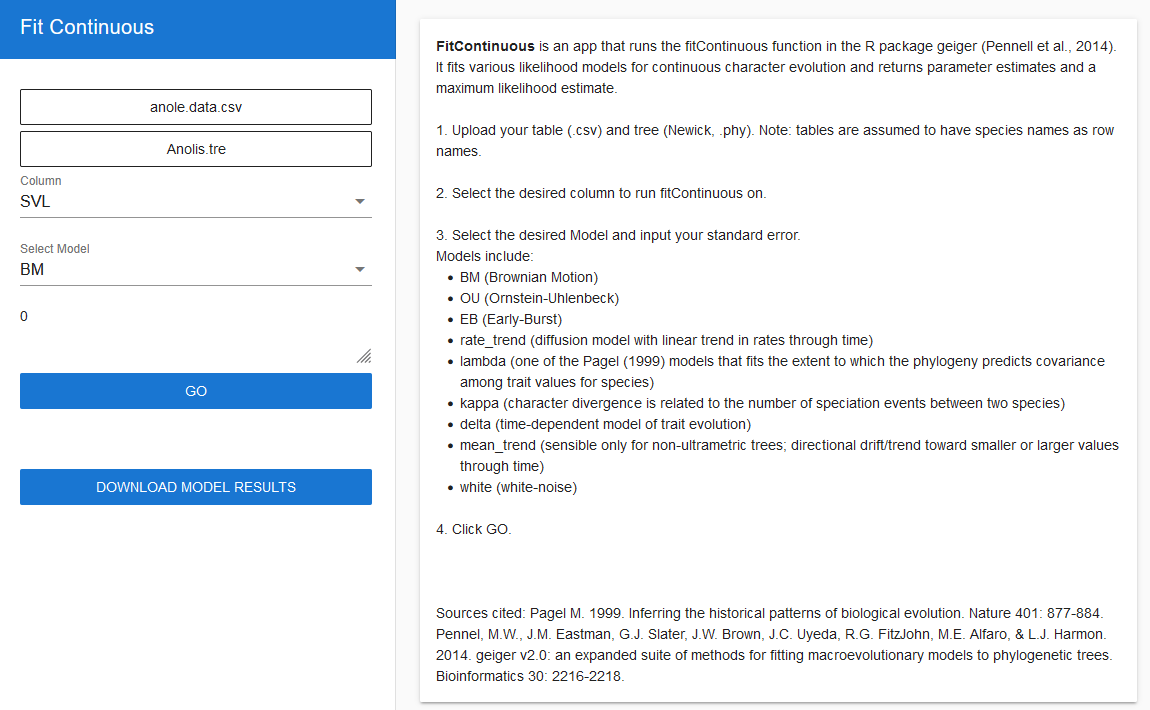 Fit Continuous
anole.data.csv
Anolis.tre
Column
SVL
Select Model
BM
0
GO
DOWNLOAD MODEL RESULTS
FitContinuous is an app that runs the fitContinuous function in the R package geiger (Pennell et al., 2014).
It fits various likelihood models for continuous character evolution and returns parameter estimates and a
maximum likelihood estimate.
1. Upload your table (.csv) and tree (Newick, .phy). Note: tables are assumed to have species names as row
names.
2. Select the desired column to run fitContinuous on.
3. Select the desired Model and input your standard error.
Models include:
• BM (Brownian Motion)
• OU (Ornstein-Uhlenbeck)
• EB (Early-Burst)
• rate_trend (diffusion model with linear trend in rates through time)
• lambda (one of the Pagel (1999) models that fits the extent to which the phylogeny predicts covariance
among trait values for species)
• kappa (character divergence is related to the number of speciation events between two species)
• delta (time-dependent model of trait evolution)
• mean_trend (sensible only for non-ultrametric trees; directional drift/trend toward smaller or larger values
through time)
• white (white-noise)
4. Click GO.
Sources cited: Pagel M. 1999. Inferring the historical patterns of biological evolution. Nature 401: 877-884.
Pennel, M.W., J.M. Eastman, G.J. Slater, J.W. Brown, J.C. Uyeda, R.G. FitzJohn, M.E. Alfaro, & L.J. Harmon.
2014. geiger v2.0: an expanded suite of methods for fitting macroevolutionary models to phylogenetic trees.
Bioinformatics 30: 2216-2218.